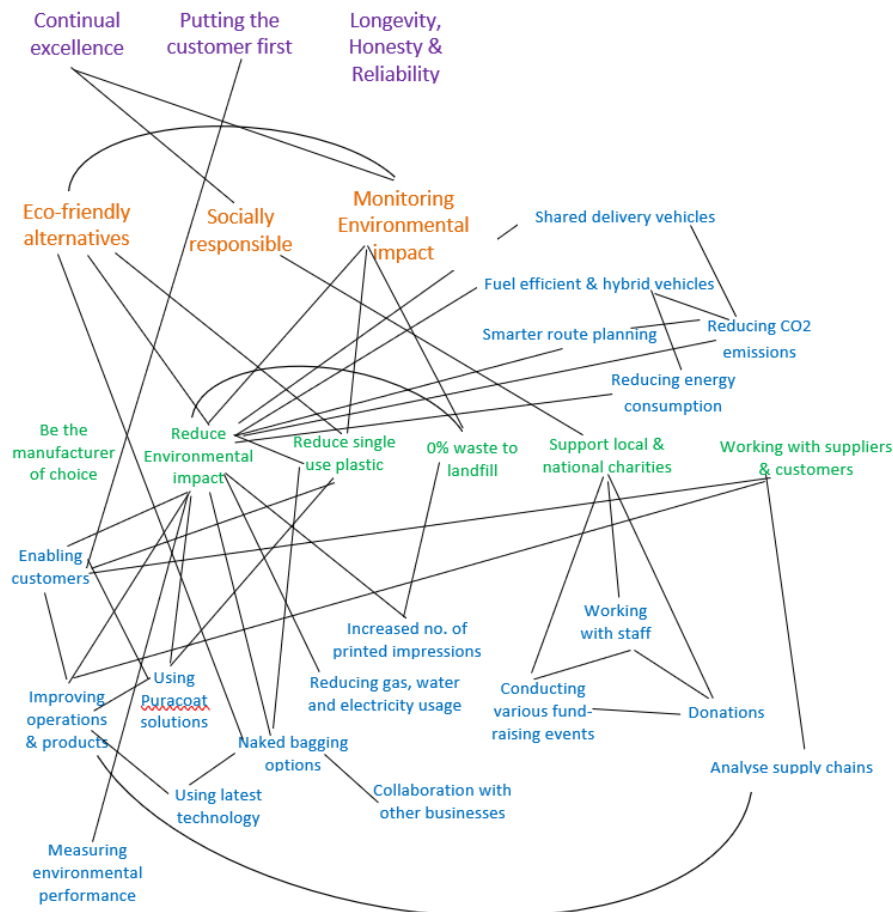 Continual
excellence
Putting the
customer first
Longevity,
Honesty &
Reliability
Eco-friendly
alternatives
Socially
responsible
Monitoring
Environmental
impact
Shared delivery vehicles
Fuel efficient & hybrid vehicles
Smarter route planning
Reducing CO2
emissions
Reducing energy
consumption
Be the
manufacturer
of choice
Reduce
Environmental
impact
Reduce single
use plastic
0% waste to
landfill
Support local &
national charities
Working with suppliers
& customers
Enabling
customers
Increased no. of
printed impressions
Working
with staff
Improving
operations
& products
Using
Puracoat
solutions
Reducing gas, water
and electricity usage
Conducting
various fund-
raising events
Donations
Naked bagging
options
Analyse supply chains
Using latest
technology
Collaboration with
other businesses
Measuring
environmental
performance